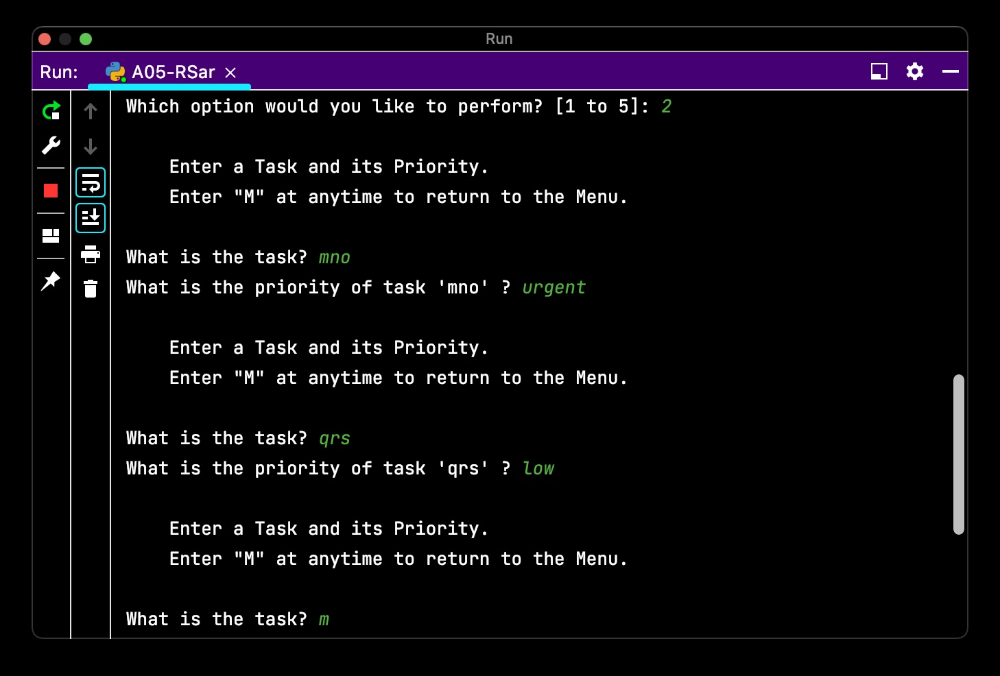 Run
Run: A05-RSar
Which option would you like to perform? [1 to 5]: 2
Enter a Task and its Priority.
Enter "M" at anytime to return to the Menu.
What is the task? mno
What is the priority of task 'mno' ? urgent
Enter a Task and its Priority.
Enter "M" at anytime to return to the Menu.
What is the task? qrs
What is the priority of task 'qrs' ? low
Enter a Task and its Priority.
Enter "M" at anytime to return to the Menu.
What is the task? m